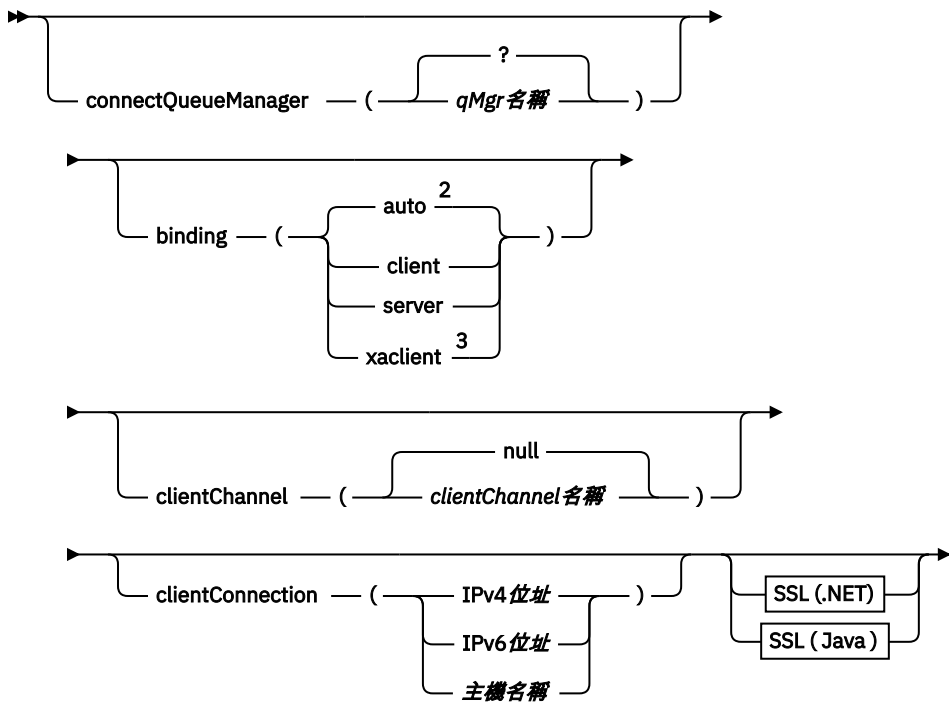 ?
connectQueueManager ( qMgr名稱 )
auto 2
binding ( )
client
server
xaclient 3
null
clientChannel ( clientChannel名稱 )
clientConnection ( IPv4位址 ) SSL (.NET)
IPv6位址 SSL ( Java )
主機名稱